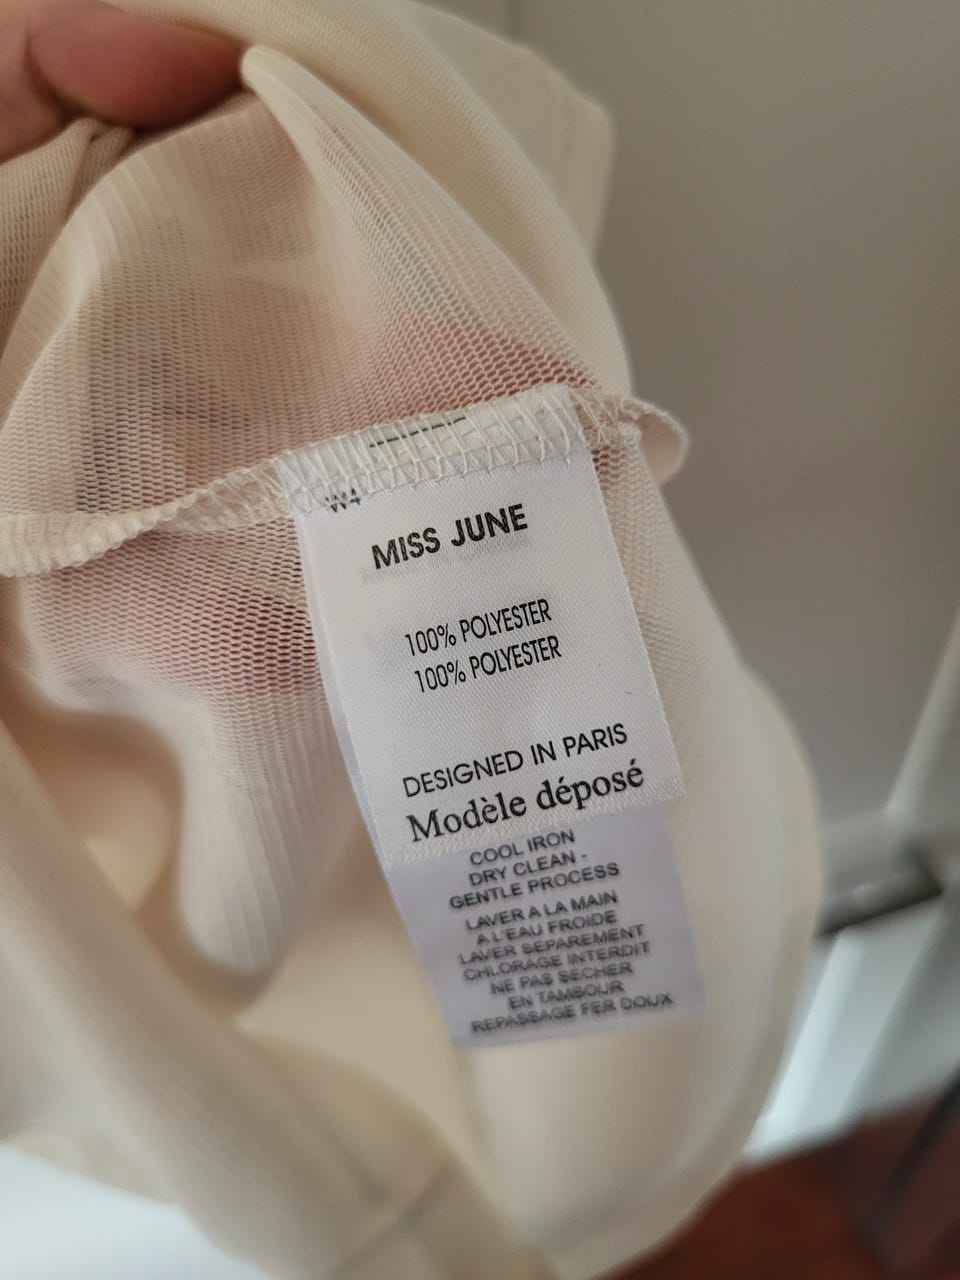 W4
MISS JUNE
100% POLYESTER
100% POLYESTER
DESIGNED IN PARIS
Modèle déposé
COOL IRON
DRY CLEAN -
GENTLE PROCESS
LAVER A LA MAIN
A L'EAU FROIDE
LAVER SEPAREMENT
CHLORAGE INTERDIT
NE PAS SECHER
EN TAMBOUR
REPASSAGE FER DOUX